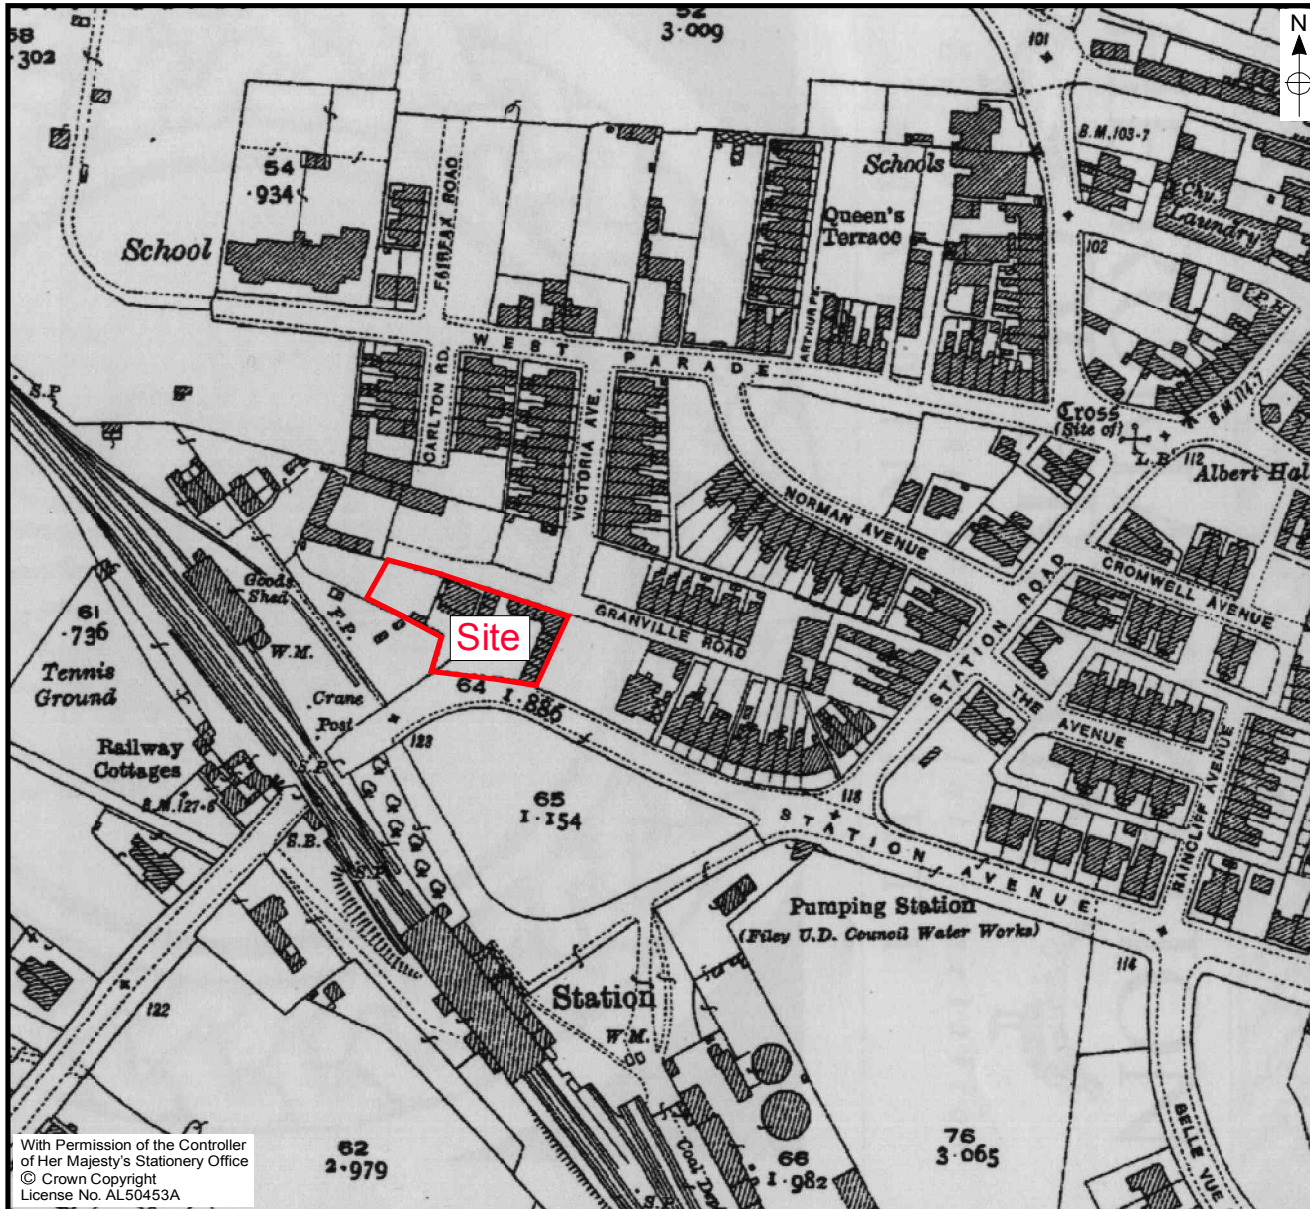 52
3·009
N
58
·302
101
B.M.103·7
54
·934
School
FAIRFAX ROAD
Schools
Queen's
Terrace
Laundry
102
P.H.
WEST PARADE
CARLTON RD.
VICTORIA AVE.
S.P.
Cross
(Site of)
B.M.114·7
L.B.
112
Albert Hal
NORMAN AVENUE
STATION ROAD
CROMWELL AVENUE
Goods
Shed
F.P.
61
·736
W.M.
Tennis
Ground
Site
GRANVILLE ROAD
THE AVENUE
RAINCLIFF AVENUE
64
1·886
Crane
Post
123
Railway
Cottages
S.P.
B.M.127·6
S.B.
S.P.
65
1·154
118
STATION AVENUE
Pumping Station
(Filey U.D. Council Water Works)
114
122
Station
W.M.
BELLE VUE
Coal
66
1·982
76
3·065
62
2·979
S.P.
With Permission of the Controller
of Her Majesty's Stationery Office
© Crown Copyright
License No. AL50453A